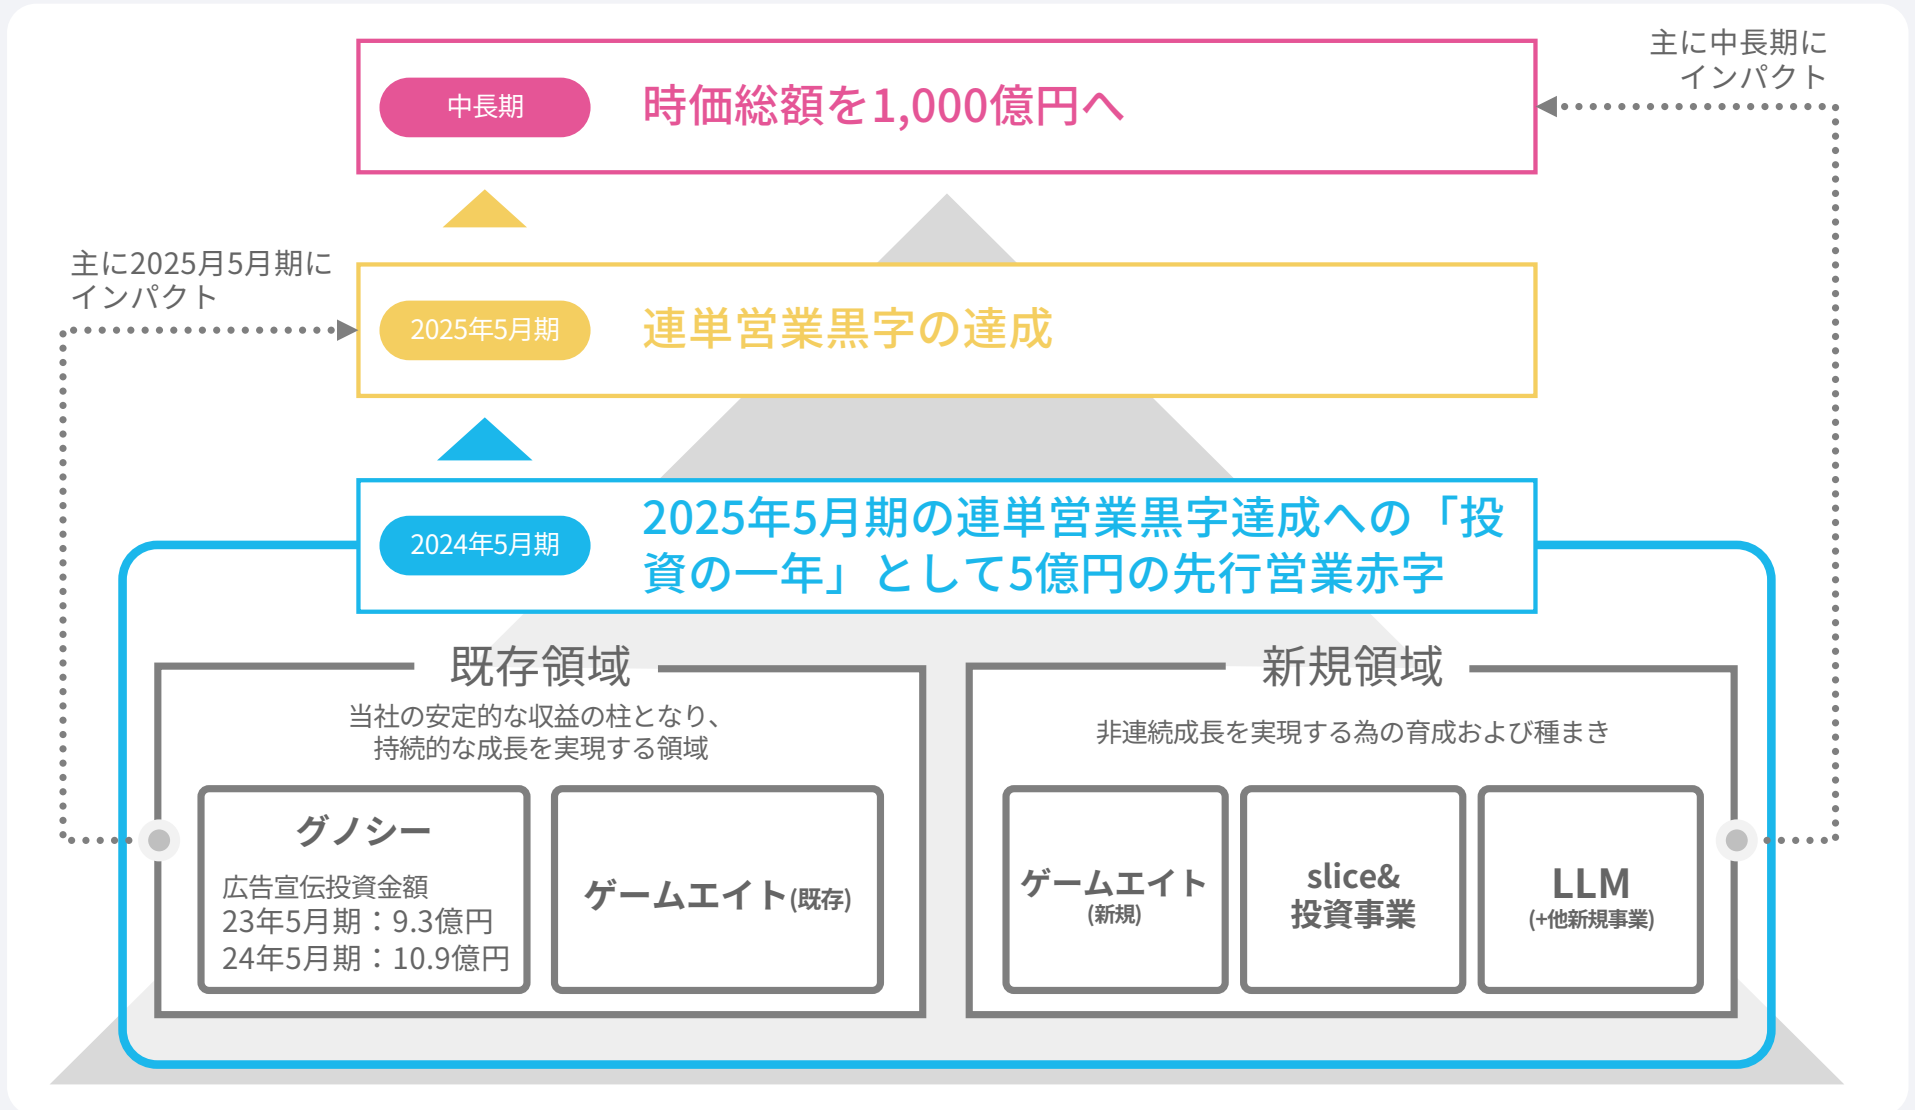 主に中長期に
インパクト
中長期
時価総額を1,000億円へ
主に2025月5月期に
インパクト
2025年5月期
連単営業黒字の達成
2024年5月期
2025年5月期の連単営業黒字達成への「投
資の一年」として5億円の先行営業赤字
既存領域
当社の安定的な収益の柱となり、
持続的な成長を実現する領域
グノシー
広告宣伝投資金額
23年5月期：9.3億円
24年5月期：10.9億円
ゲームエイト(既存)
新規領域
非連続成長を実現する為の育成および種まき
ゲームエイト
(新規)
slice&
投資事業
LLM
(+他新規事業)